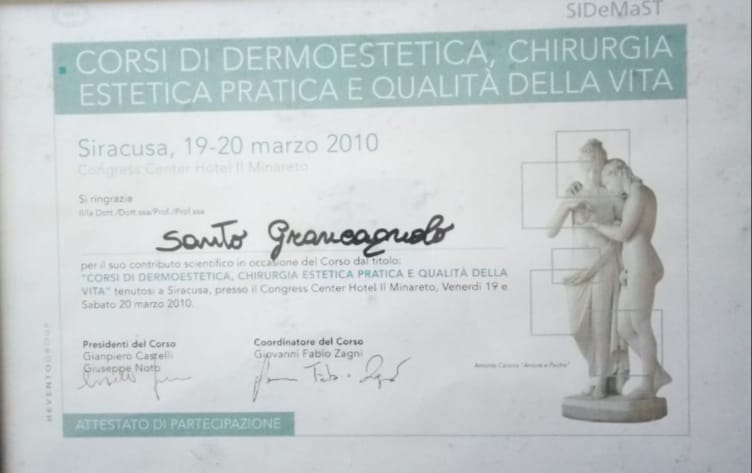 SIDeMaST
CORSI DI DERMOESTETICA, CHIRURGIA
ESTETICA PRATICA E QUALITÀ DELLA VITA
Siracusa, 19-20 marzo 2010
Congress Center Hotel Il Minareto
Si ringrazia
Il/la Dott./Dott.ssa/Prof./Prof.ssa
Santo Grancagnolo
per il suo contributo scientifico in occasione del Corso dal titolo:
"CORSI DI DERMOESTETICA, CHIRURGIA ESTETICA PRATICA E QUALITÀ DELLA
VITA" tenutosi a Siracusa, presso Il Congress Center Hotel Il Minareto, Venerdì 19 e
Sabato 20 marzo 2010.
Presidenti del Corso
Gianpiero Castelli
Giuseppe Noto
Coordinatore del Corso
Giovanni Fabio Zagni
Antonio Canova "Amore e Psiche"
HEVENTOGROUP
ATTESTATO DI PARTECIPAZIONE